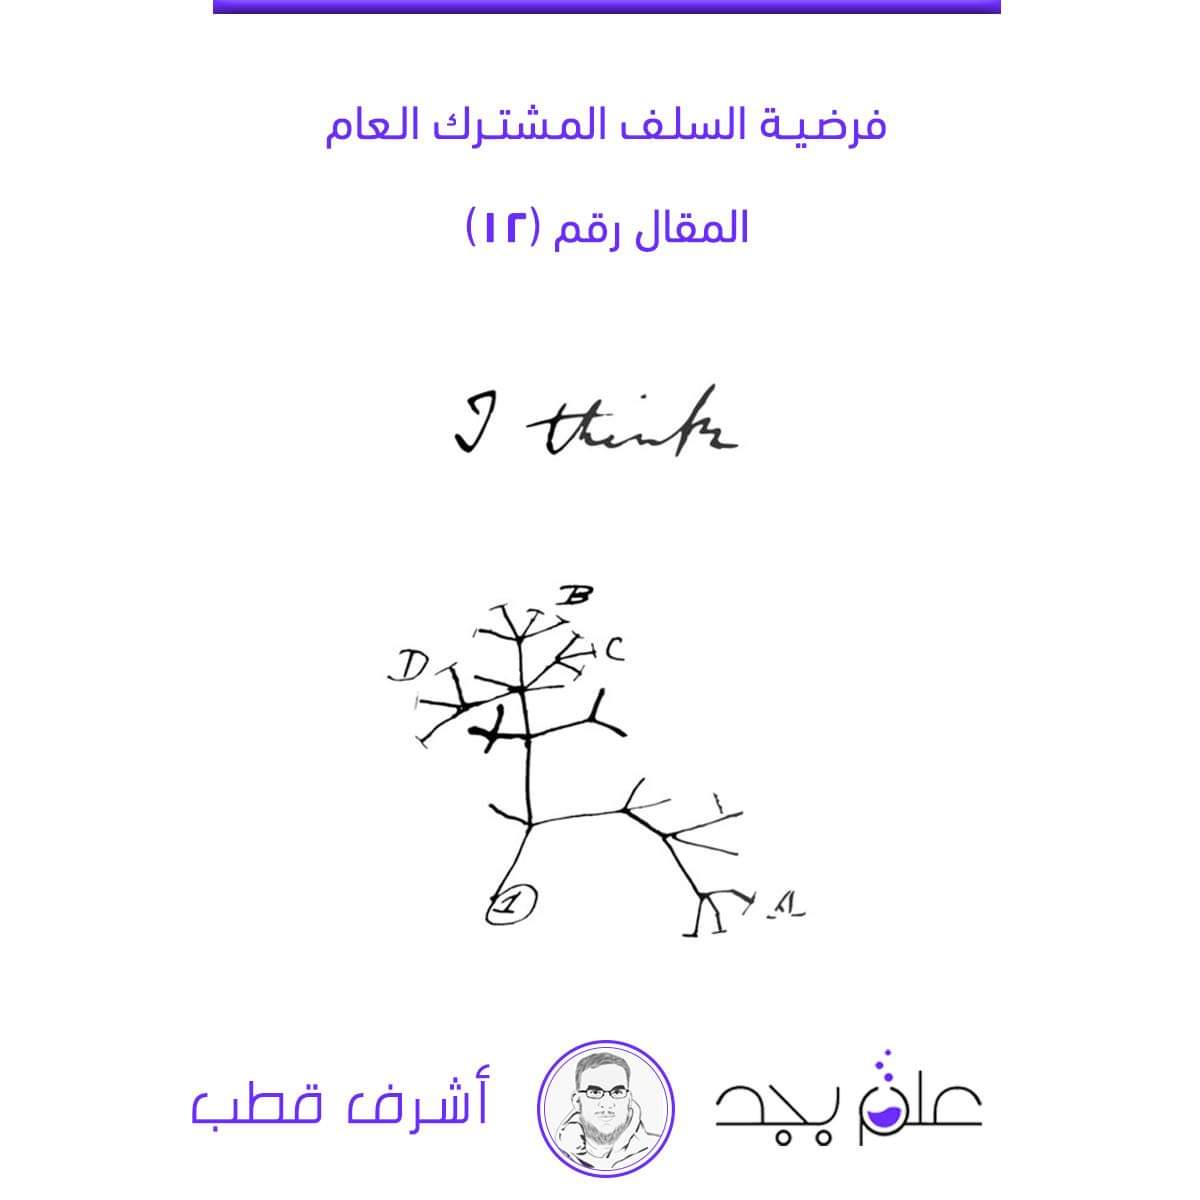 فرضية السلف المشترك العام
المقال رقم (١٢)
I think
B
C
D
A
1
أشرف قطب
علم بجد